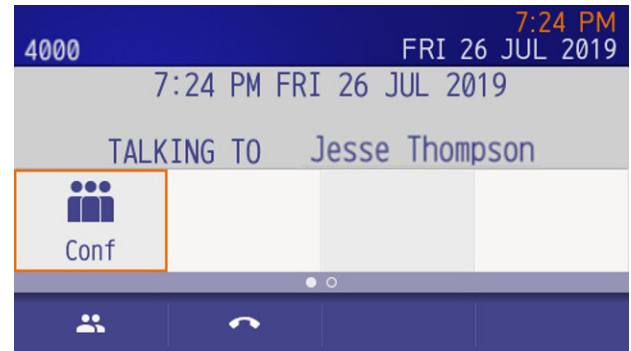 7:24 PM
4000 FRI 26 JUL 2019
7:24 PM FRI 26 JUL 2019
TALKING TO Jesse Thompson
Conf